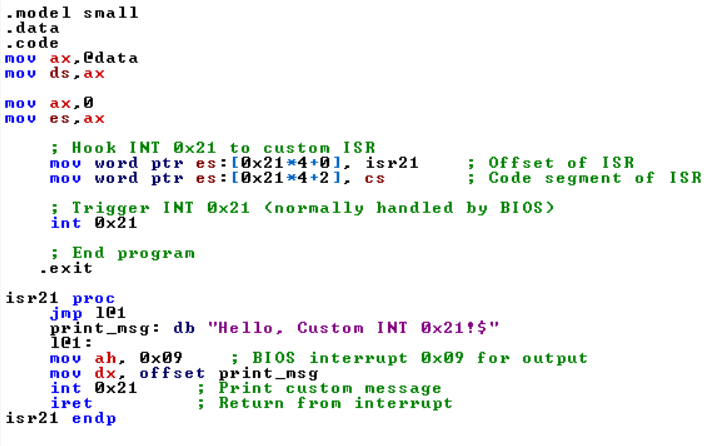 .model small
.data
.code
mov ax,@data
mov ds,ax
mov ax,0
mov es,ax
; Hook INT 0x21 to custom ISR
mov word ptr es:[0x21*4+0], isr21 ; Offset of ISR
mov word ptr es:[0x21*4+2], cs ; Code segment of ISR
; Trigger INT 0x21 (normally handled by BIOS)
int 0x21
; End program
.exit
isr21 proc
jmp l@1
print_msg: db "Hello, Custom INT 0x21!$"
l@1:
mov ah, 0x09 ; BIOS interrupt 0x09 for output
mov dx, offset print_msg
int 0x21 ; Print custom message
iret ; Return from interrupt
isr21 endp